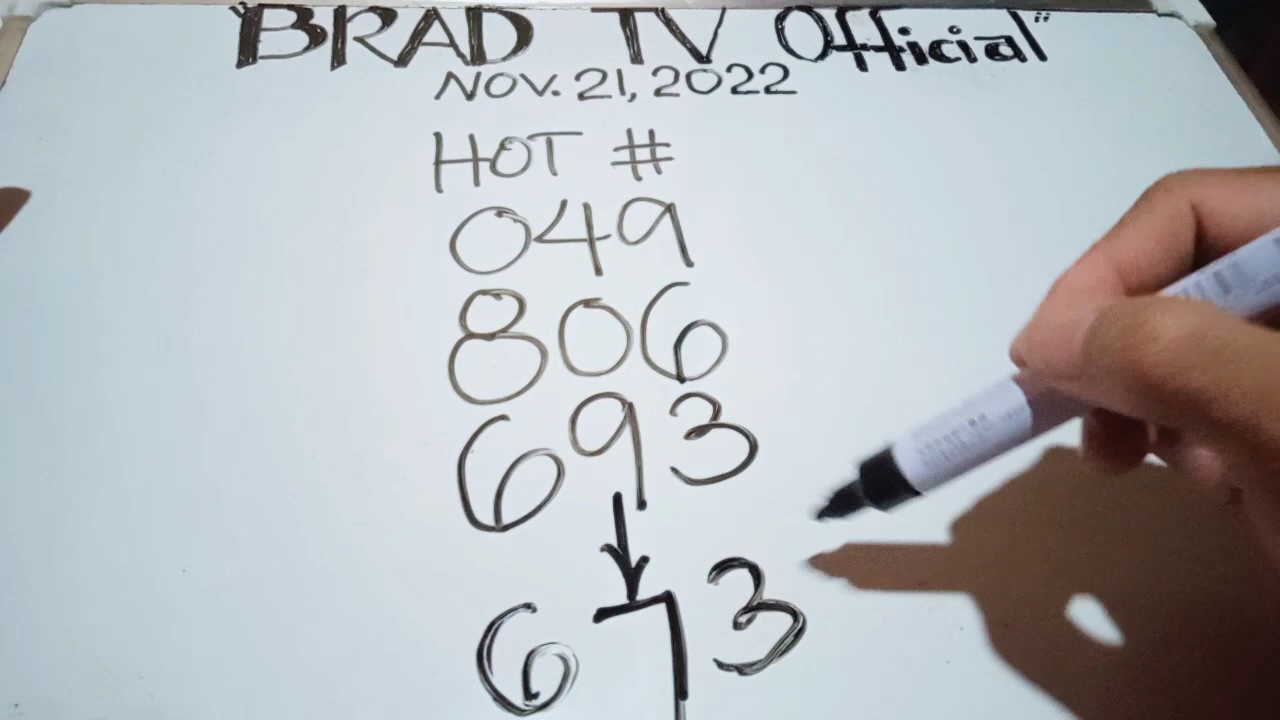 "BRAD TV Official"
NOV. 21, 2022
HOT #
049
806
693
673